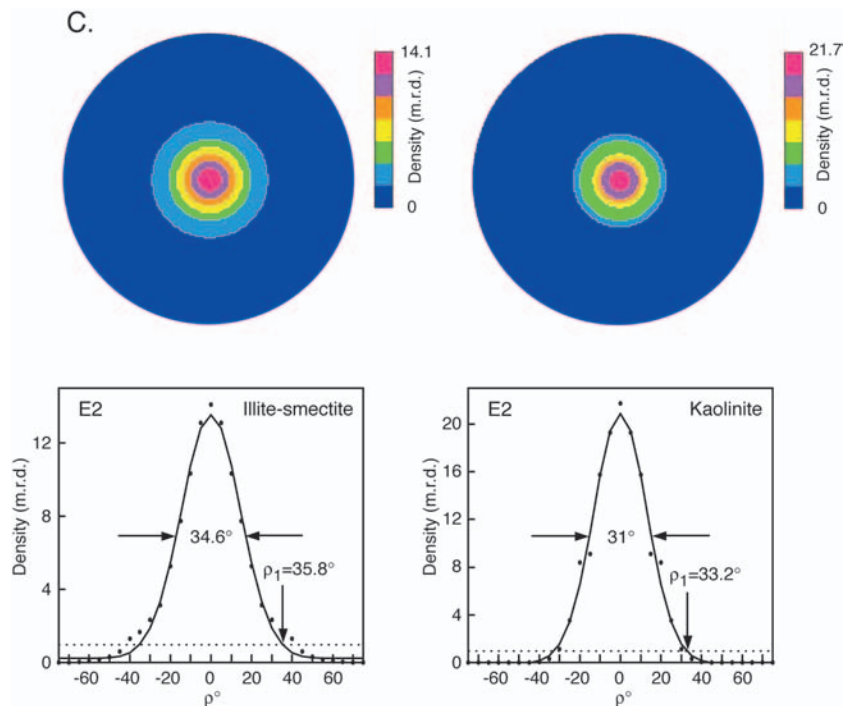 C.
14.1
Density (m.r.d.)
0
21.7
Density (m.r.d.)
0
E2 Illite-smectite
Density (m.r.d.)
12
8
4
0
34.6°
ρ1=35.8°
-60 -40 -20 0 20 40 60
ρ°
E2 Kaolinite
Density (m.r.d.)
20
16
12
8
4
0
31°
ρ1=33.2°
-60 -40 -20 0 20 40 60
ρ°